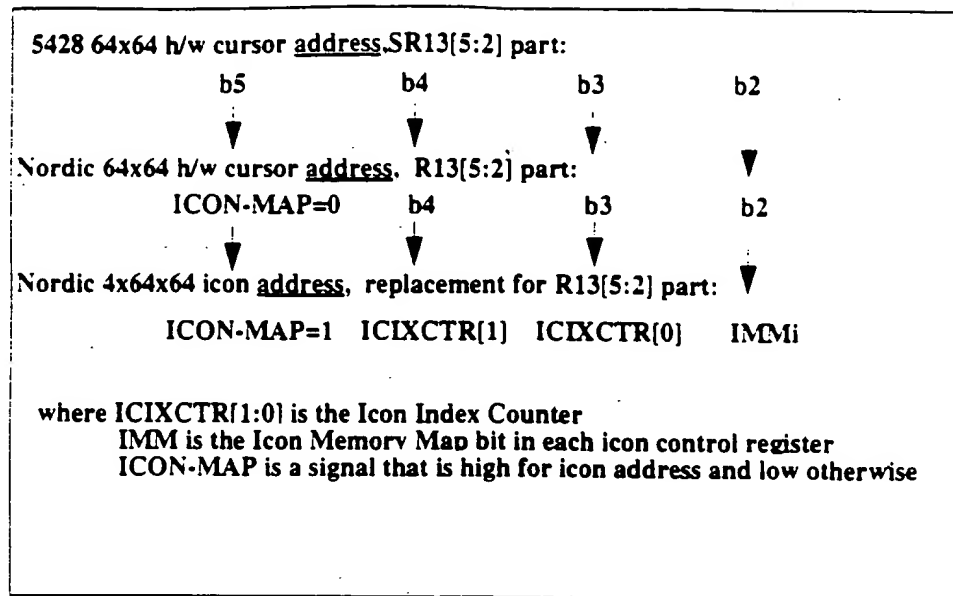 5428 64x64 h/w cursor address,SR13[5:2] part:
b5 b4 b3 b2
Nordic 64x64 h/w cursor address, R13[5:2] part:
ICON-MAP=0 b4 b3 b2
Nordic 4x64x64 icon address, replacement for R13[5:2] part:
ICON-MAP=1 ICIXCTR[1] ICIXCTR[0] IMMi
where ICIXCTR[1:0] is the Icon Index Counter
IMM is the Icon Memory Map bit in each icon control register
ICON-MAP is a signal that is high for icon address and low otherwise